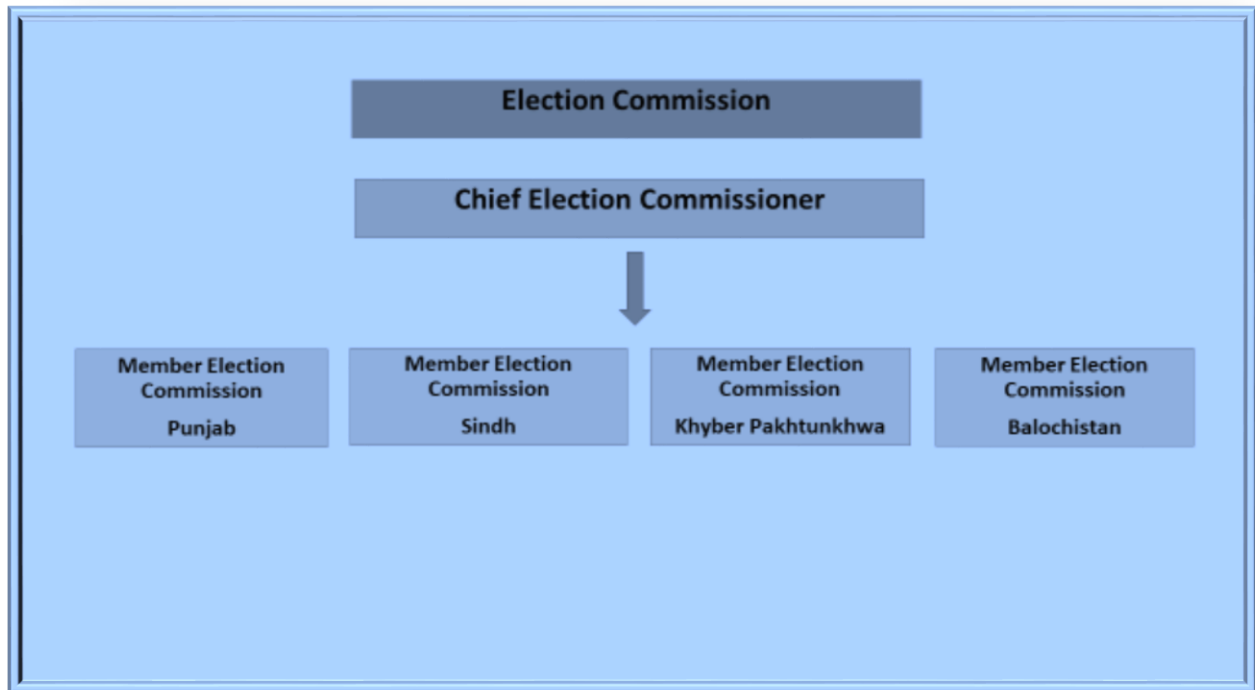 Election Commission
Chief Election Commissioner
Member Election
Commission
Punjab
Member Election
Commission
Sindh
Member Election
Commission
Khyber Pakhtunkhwa
Member Election
Commission
Balochistan